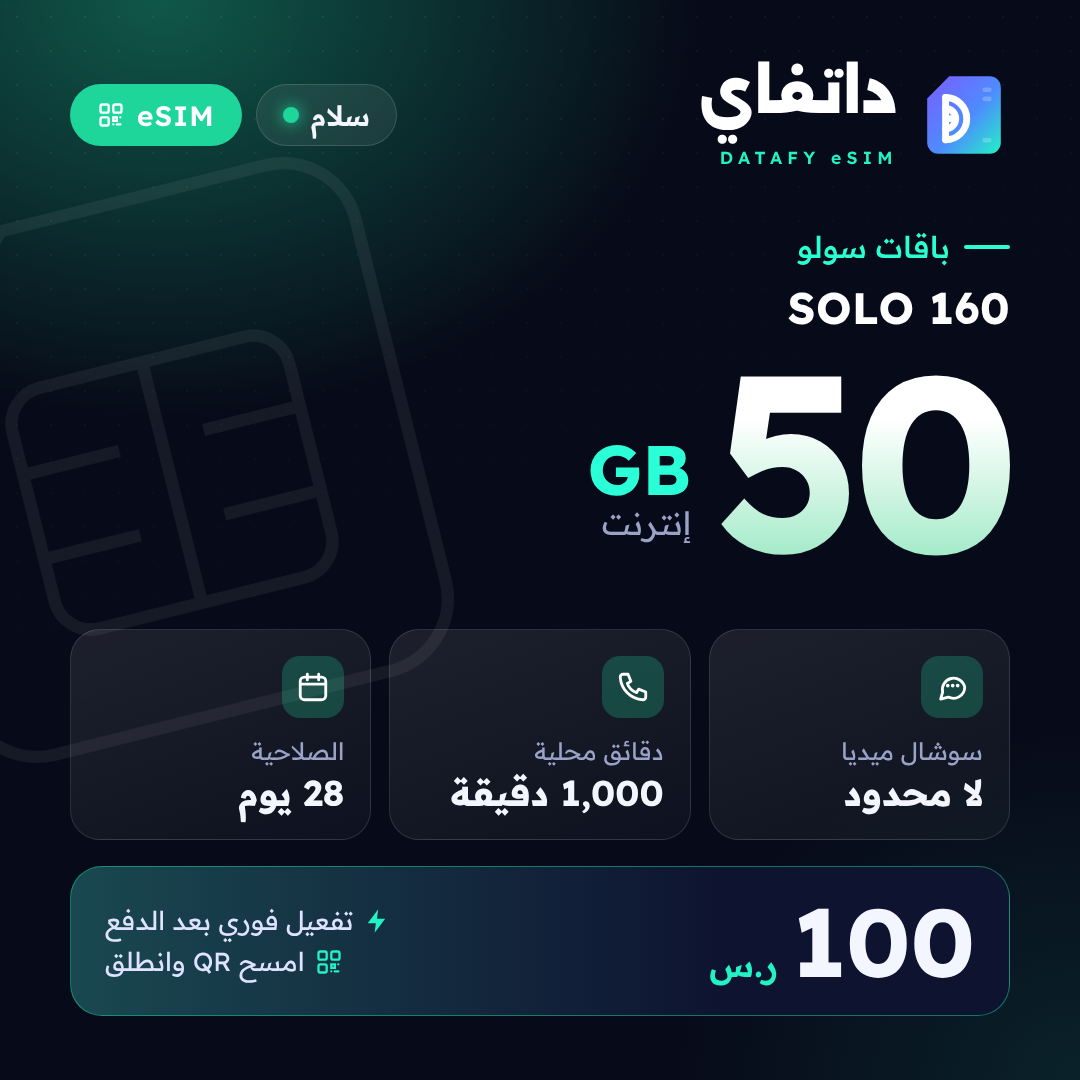 داتفاي
DATAFY eSIM
سلام
eSIM
باقات سولو
SOLO 160
50
GB
إنترنت
سوشال ميديا
لا محدود
دقائق محلية
1,000 دقيقة
الصلاحية
28 يوم
100 ر.س
تفعيل فوري بعد الدفع
امسح QR وانطلق